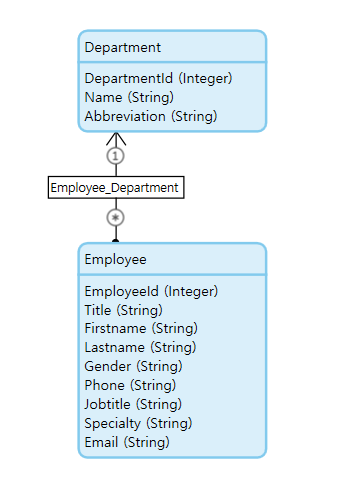 Department
DepartmentId (Integer)
Name (String)
Abbreviation (String)
1
Employee_Department
*
Employee
EmployeeId (Integer)
Title (String)
Firstname (String)
Lastname (String)
Gender (String)
Phone (String)
Jobtitle (String)
Specialty (String)
Email (String)